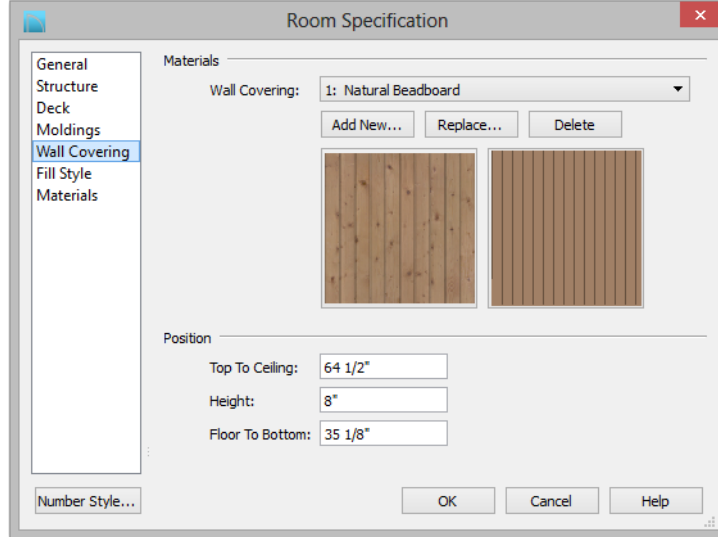 Room Specification
General
Structure
Deck
Moldings
Wall Covering
Fill Style
Materials
Number Style...
Materials
Wall Covering: 1: Natural Beadboard
Add New... Replace... Delete
Position
Top To Ceiling: 64 1/2"
Height: 8"
Floor To Bottom: 35 1/8"
OK Cancel Help